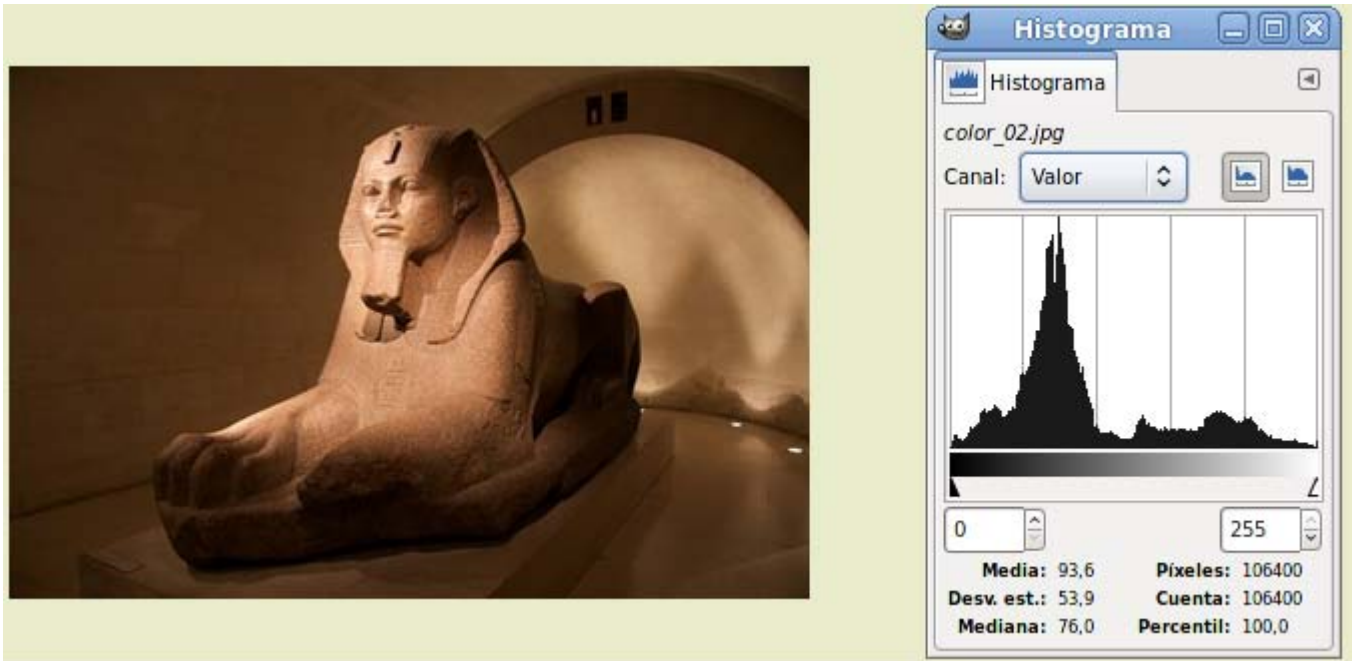 Histograma
Histograma
color_02.jpg
Canal: Valor
0 255
Media: 93,6 Píxeles: 106400
Desv. est.: 53,9 Cuenta: 106400
Mediana: 76,0 Percentil: 100,0